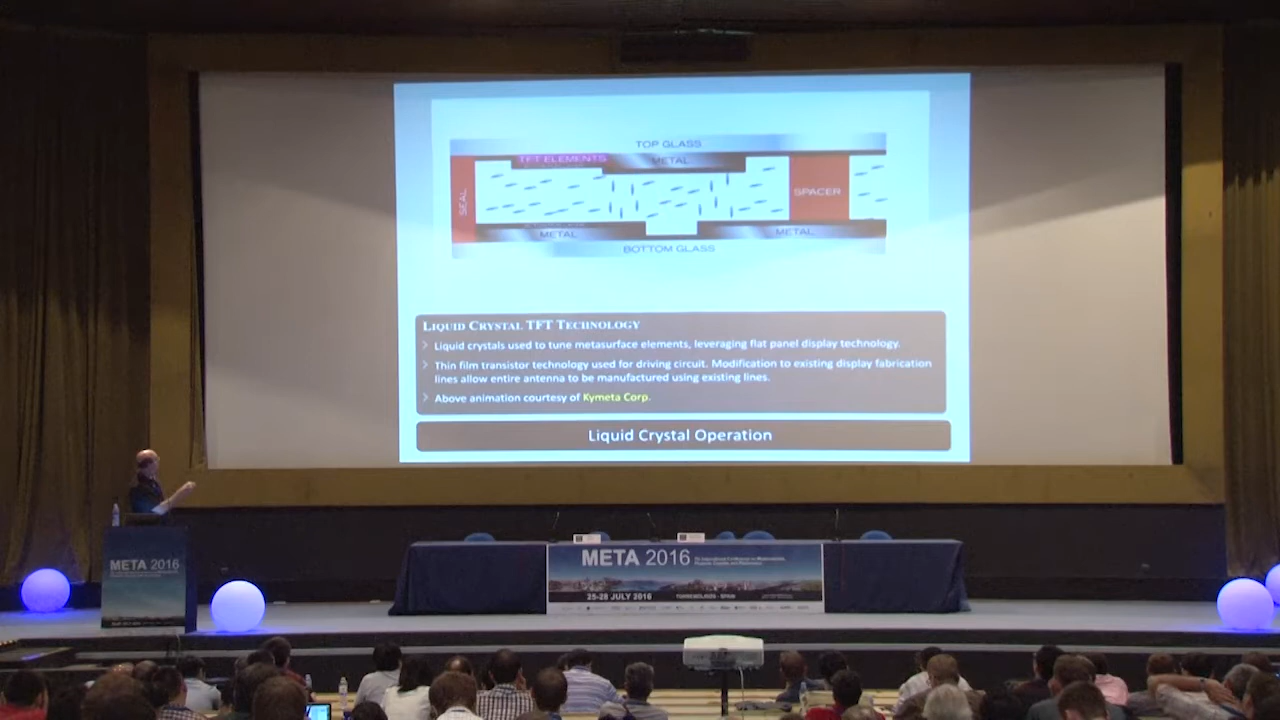 TOP GLASS
TFT ELEMENTS
METAL
SEAL
SPACER
METAL
METAL
BOTTOM GLASS
LIQUID CRYSTAL TFT TECHNOLOGY
Liquid crystals used to tune metasurface elements, leveraging flat panel display technology.
Thin film transistor technology used for driving circuit. Modification to existing display fabrication
lines allow entire antenna to be manufactured using existing lines.
Above animation courtesy of Kymeta Corp.
Liquid Crystal Operation
META 2016
META 2016
25-28 JULY 2016
TORREMOLINOS - SPAIN